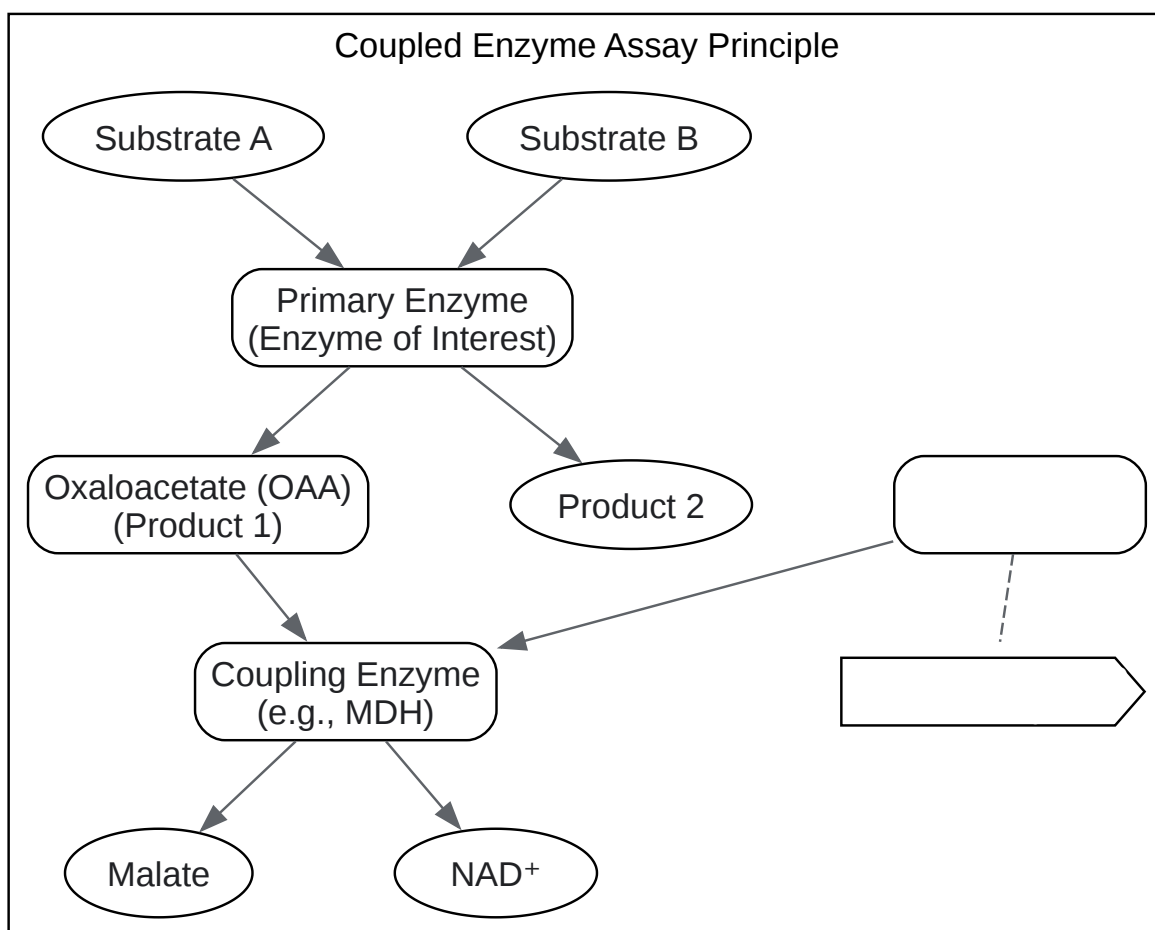 Coupled Enzyme Assay Principle
Substrate A
Substrate B
Primary Enzyme
(Enzyme of Interest)
Oxaloacetate (OAA)
(Product 1)
Product 2
Coupling Enzyme
(e.g., MDH)
Malate
NAD⁺